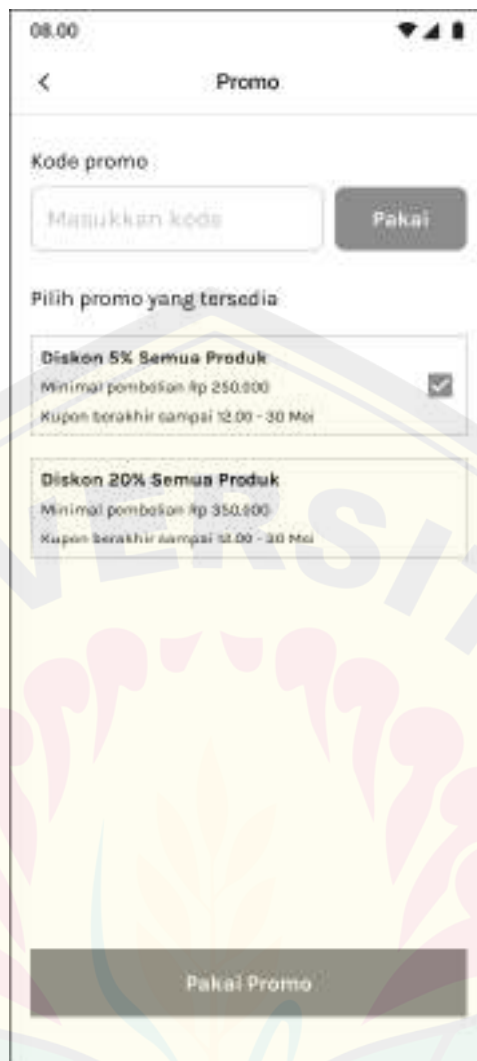 08.00
Promo
Kode promo
Masukkan kode
Pakai
Pilih promo yang tersedia
Diskon 5% Semua Produk
Minimal pembelian Rp 250.000
Kupon berakhir sampai 12.00 - 30 Mei
Diskon 20% Semua Produk
Minimal pembelian Rp 350.000
Kupon berakhir sampai 12.00 - 30 Mei
Pakai Promo